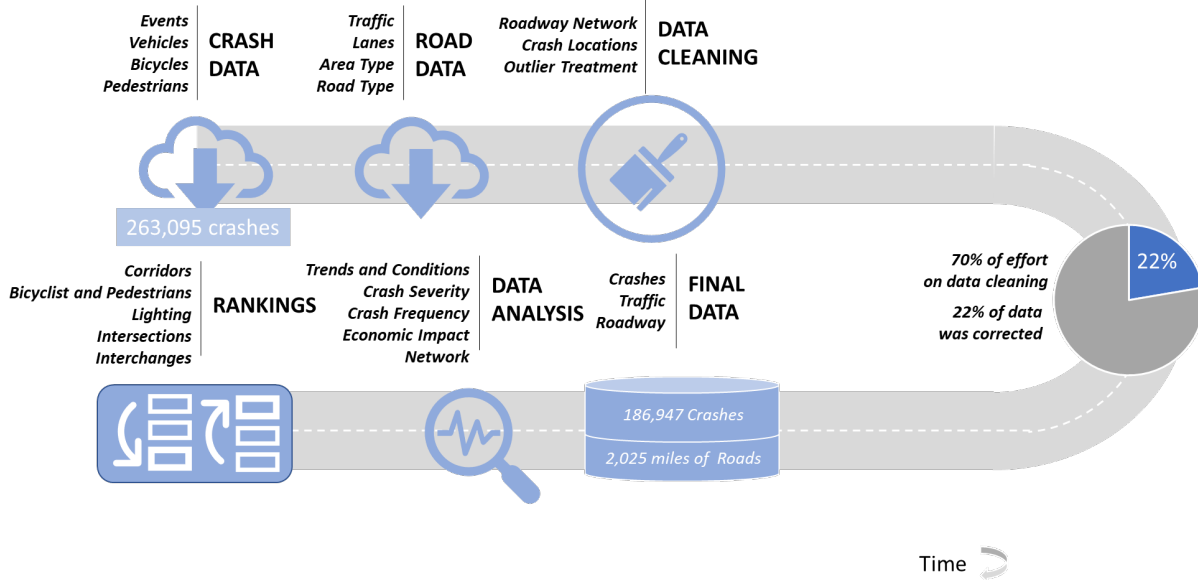 Events
Vehicles
Bicycles
Pedestrians
CRASH
DATA
Traffic
Lanes
Area Type
Road Type
ROAD
DATA
Roadway Network
Crash Locations
Outlier Treatment
DATA
CLEANING
263,095 crashes
22%
70% of effort
on data cleaning
22% of data
was corrected
Corridors
Bicyclist and Pedestrians
Lighting
Intersections
Interchanges
RANKINGS
Trends and Conditions
Crash Severity
Crash Frequency
Economic Impact
Network
DATA
ANALYSIS
Crashes
Traffic
Roadway
FINAL
DATA
186,947 Crashes
2,025 miles of Roads
Time